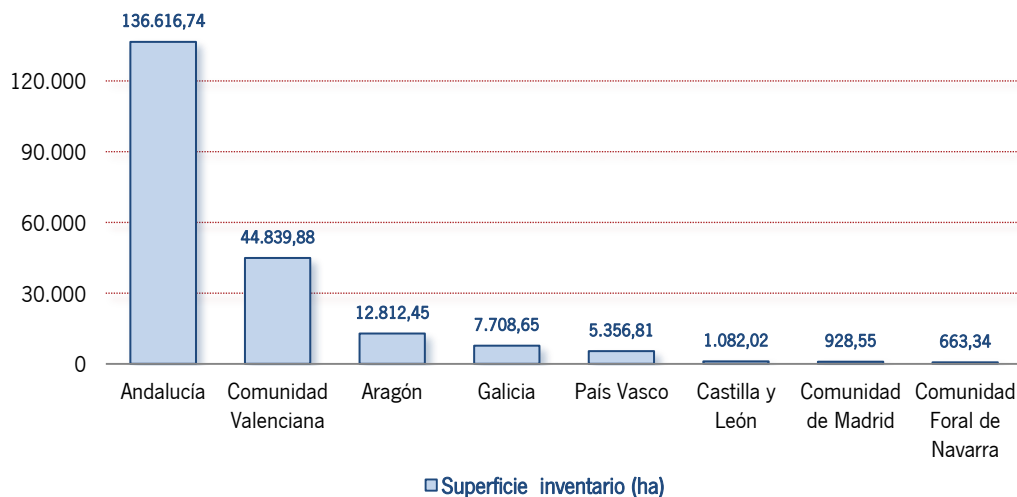 136.616,74
120.000
90.000
60.000
44.839,88
30.000
12.812,45
7.708,65
5.356,81
1.082,02
928,55
663,34
0
Andalucía
Comunidad
Valenciana
Aragón
Galicia
País Vasco
Castilla y
León
Comunidad
de Madrid
Comunidad
Foral de
Navarra
Superficie inventario (ha)